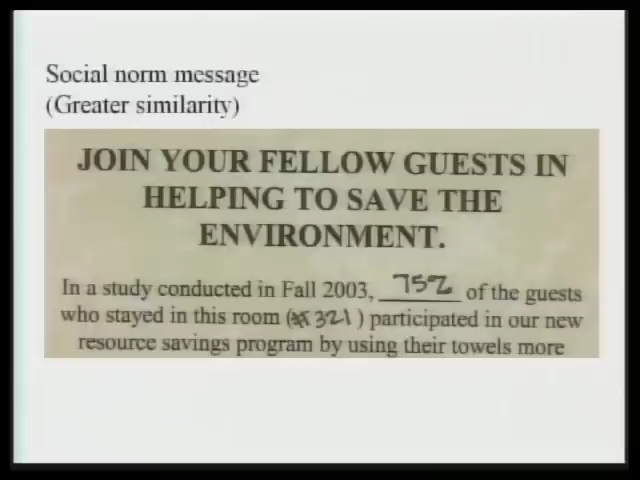 Social norm message
(Greater similarity)
JOIN YOUR FELLOW GUESTS IN
HELPING TO SAVE THE
ENVIRONMENT.
In a study conducted in Fall 2003, 75% of the guests
who stayed in this room (#321) participated in our new
resource savings program by using their towels more